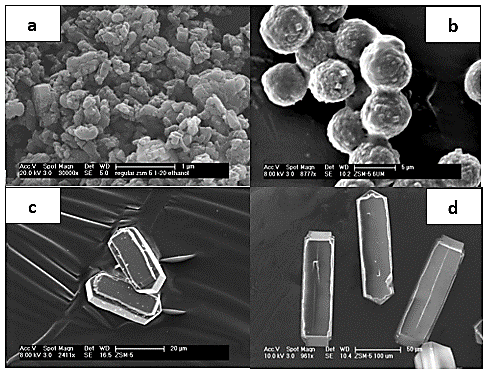 a
b
Acc.V Spot Magn Det WD 1 µm
20.0 kV 3.0 30000x SE 5.0 regular zsm 5 1-20 ethanol
Acc.V Spot Magn Det WD 5 µm
8.00 kV 3.0 8777x SE 10.2 ZSM-5 6UM
c
d
Acc.V Spot Magn Det WD 20 µm
8.00 kV 3.0 2411x SE 16.5 ZSM-5
Acc.V Spot Magn Det WD 50 µm
10.0 kV 3.0 961x SE 10.4 ZSM-5 100 um